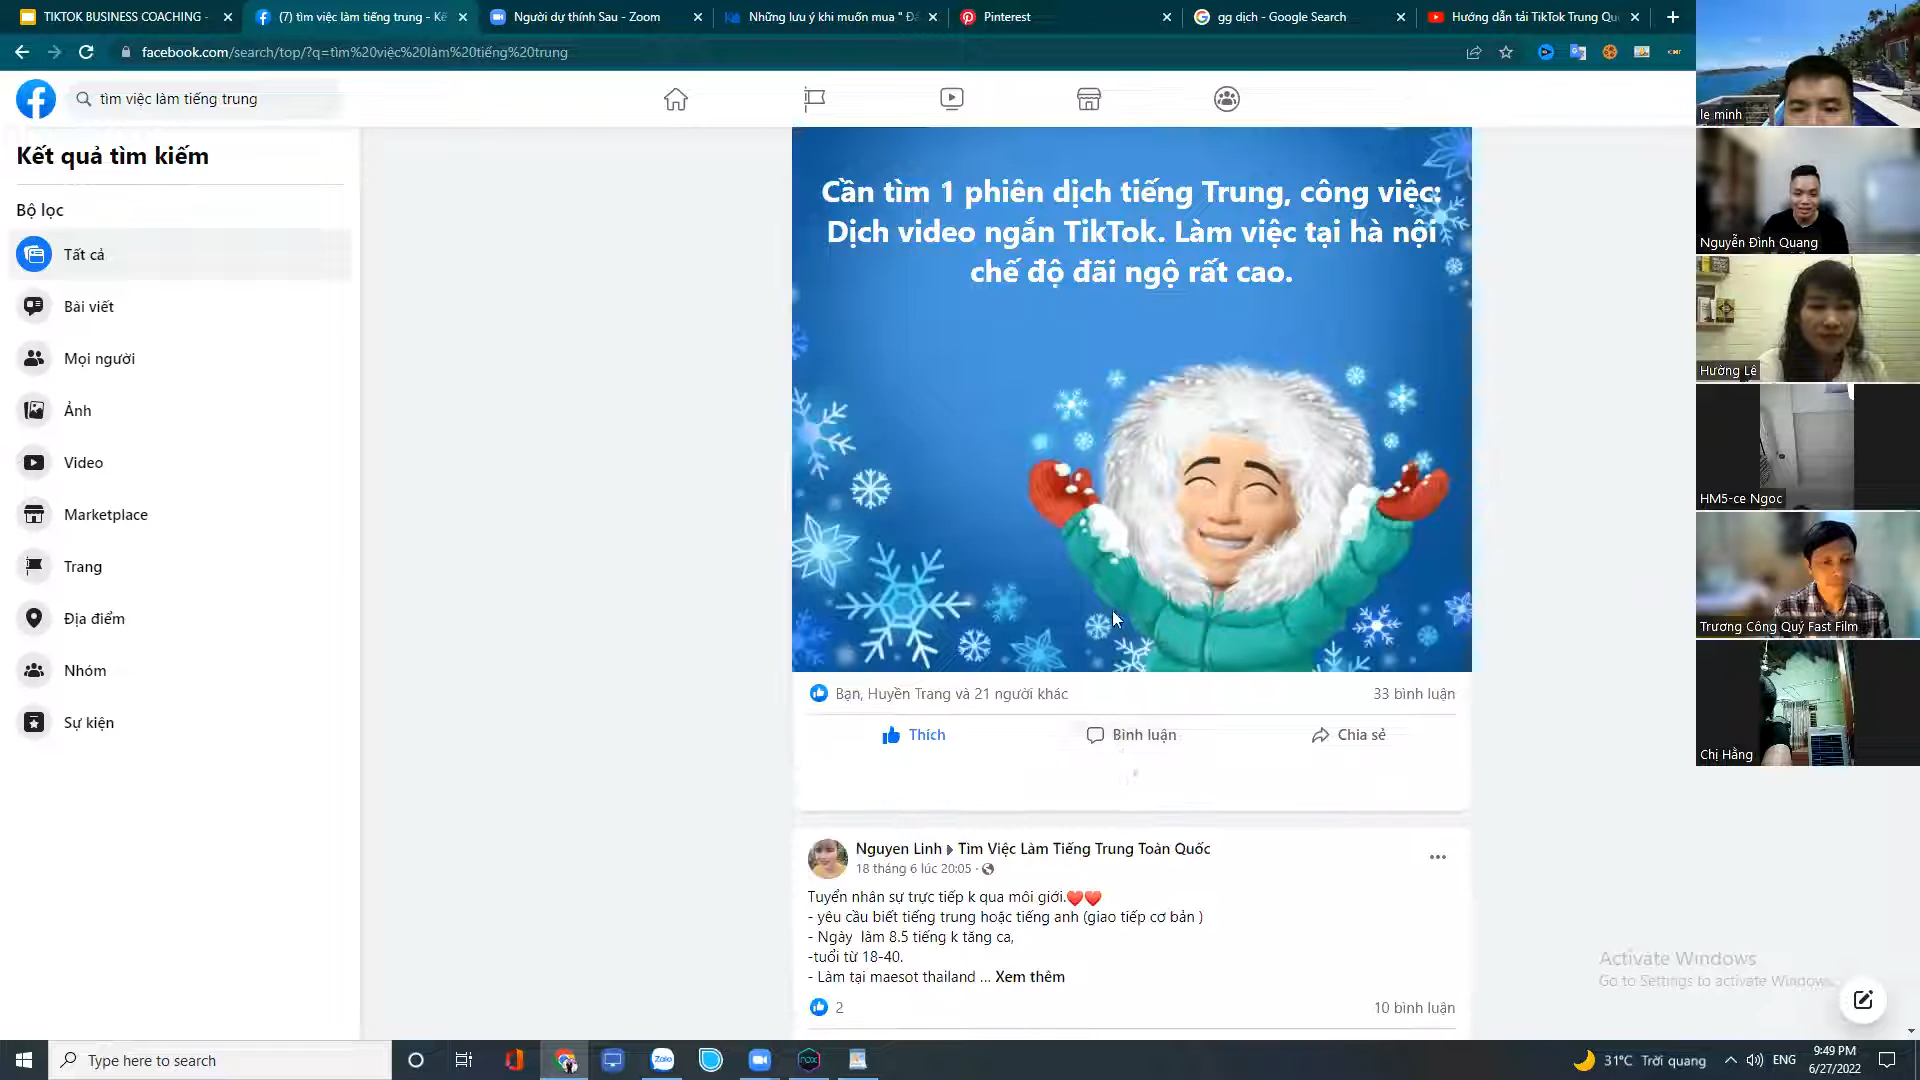 TIKTOK BUSINESS COACHING -
(7) tìm việc làm tiếng trung - Kế
Người dự thính Sau - Zoom
Những lưu ý khi muốn mua " Đá
Pinterest
gg dịch - Google Search
Hướng dẫn tải TikTok Trung Qu
facebook.com/search/top/?q=tìm%20việc%20làm%20tiếng%20trung
tìm việc làm tiếng trung
Kết quả tìm kiếm
Bộ lọc
Tất cả
Bài viết
Mọi người
Ảnh
Video
Marketplace
Trang
Địa điểm
Nhóm
Sự kiện
Cần tìm 1 phiên dịch tiếng Trung, công việc:
Dịch video ngắn TikTok. Làm việc tại hà nội
chế độ đãi ngộ rất cao.
Bạn, Huyền Trang và 21 người khác
33 bình luận
Thích
Bình luận
Chia sẻ
Nguyen Linh
Tìm Việc Làm Tiếng Trung Toàn Quốc
18 tháng 6 lúc 20:05 ·
Tuyển nhân sự trực tiếp k qua môi giới.❤️❤️
- yêu cầu biết tiếng trung hoặc tiếng anh (giao tiếp cơ bản )
- Ngày  làm 8.5 tiếng k tăng ca,
-tuổi từ 18-40.
- Làm tại maesot thailand ... Xem thêm
2
10 bình luận
le minh
Nguyễn Đình Quang
Hường Lê
HM5-ce Ngoc
Trương Công Quý Fast Film
Chị Hằng
Activate Windows
Go to Settings to activate Windows.
Type here to search
Zalo
nox
31°C Trời quang
ENG
9:49 PM
6/27/2022